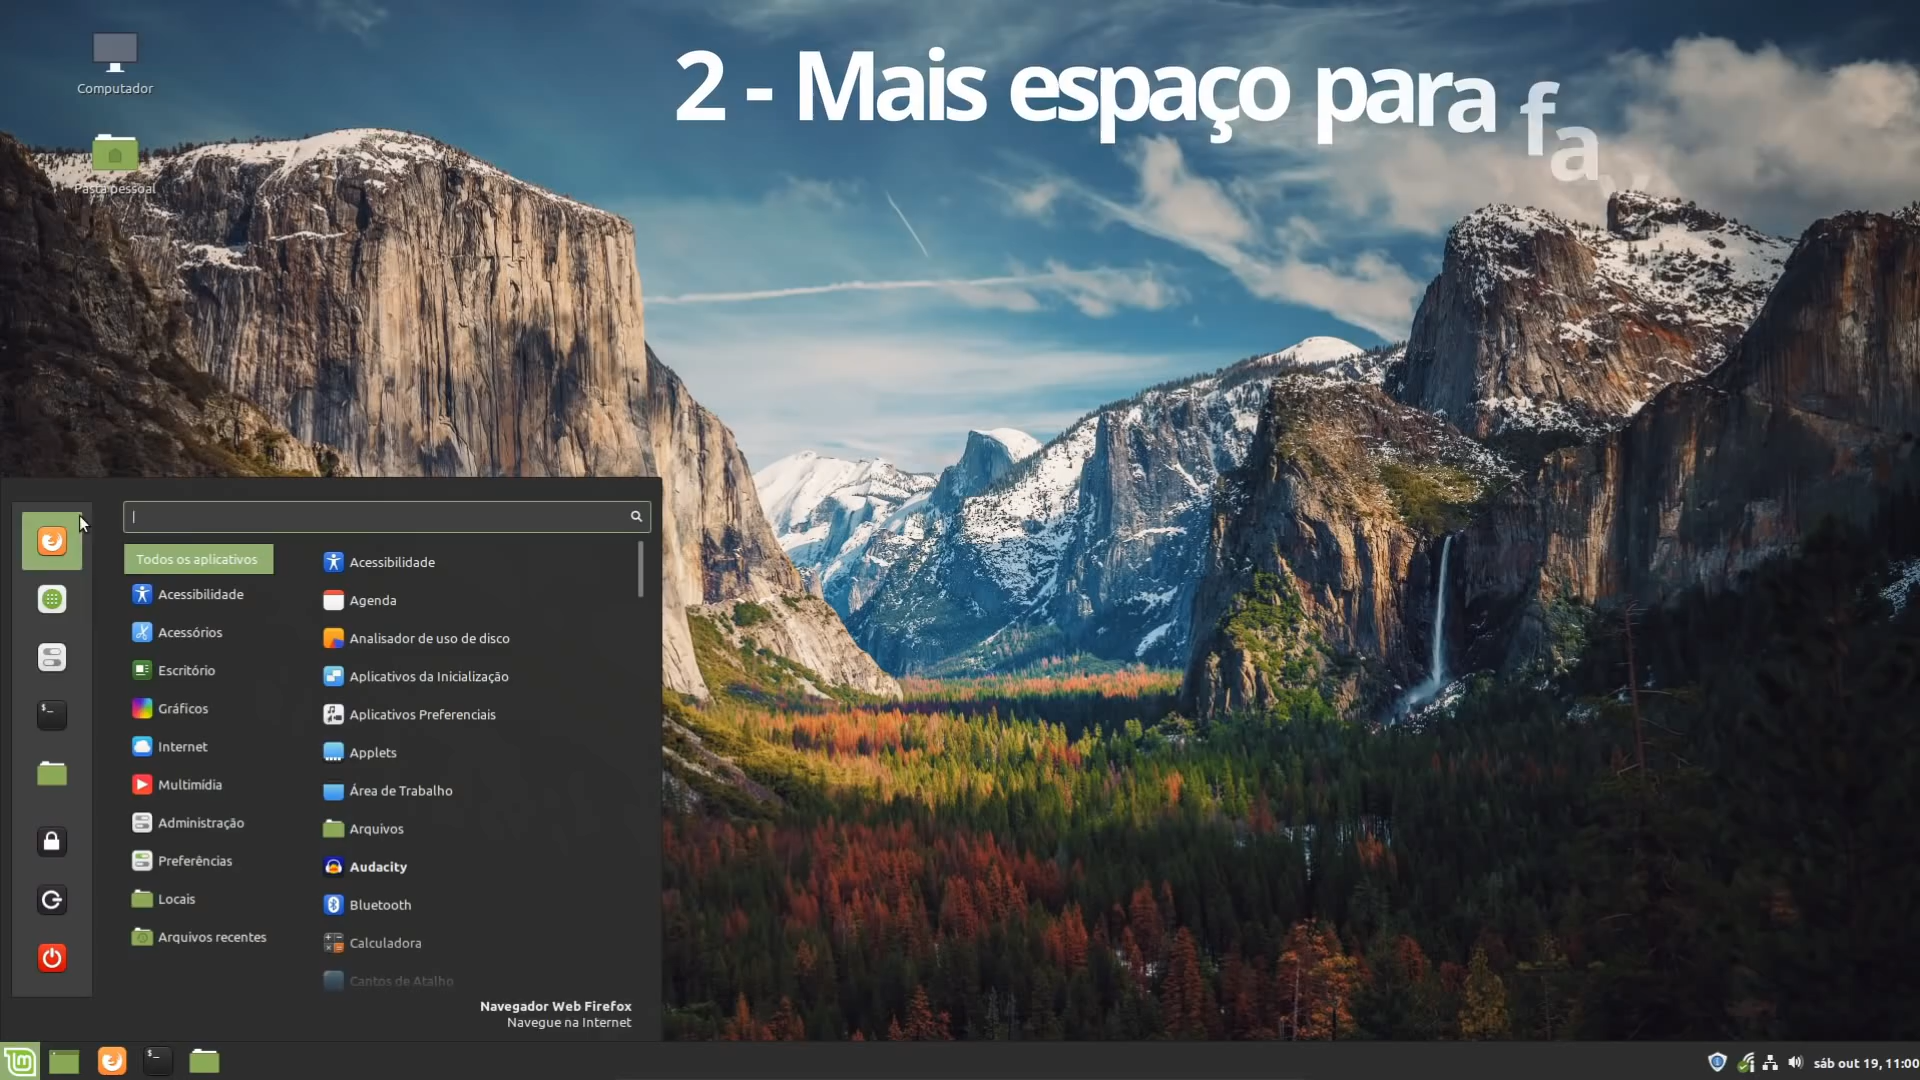 Computador
Pasta pessoal
2 - Mais espaço para fav
Todos os aplicativos
Acessibilidade
Acessórios
Escritório
Gráficos
Internet
Multimídia
Administração
Preferências
Locais
Arquivos recentes
Acessibilidade
Agenda
Analisador de uso de disco
Aplicativos da Inicialização
Aplicativos Preferenciais
Applets
Área de Trabalho
Arquivos
Audacity
Bluetooth
Calculadora
Cantos de Atalho
Navegador Web Firefox
Navegue na Internet
sáb out 19, 11:00